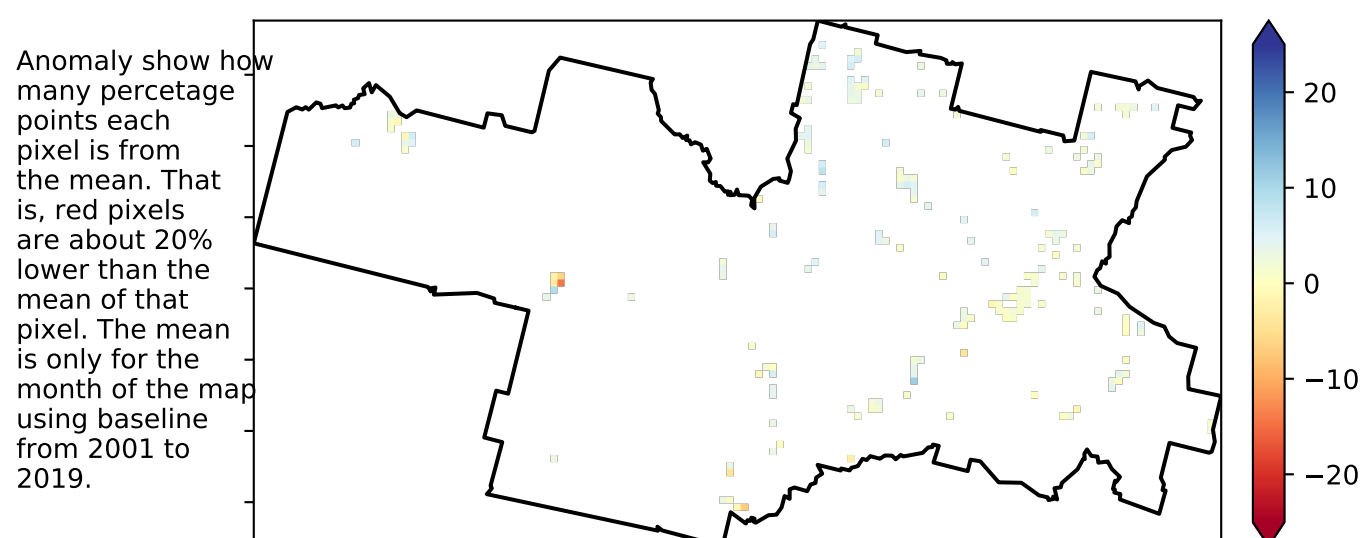 Anomaly show how
many percetage
points each
pixel is from
the mean. That
is, red pixels
are about 20%
lower than the
mean of that
pixel. The mean
is only for the
month of the map
using baseline
from 2001 to
2019.
20
10
0
−10
−20